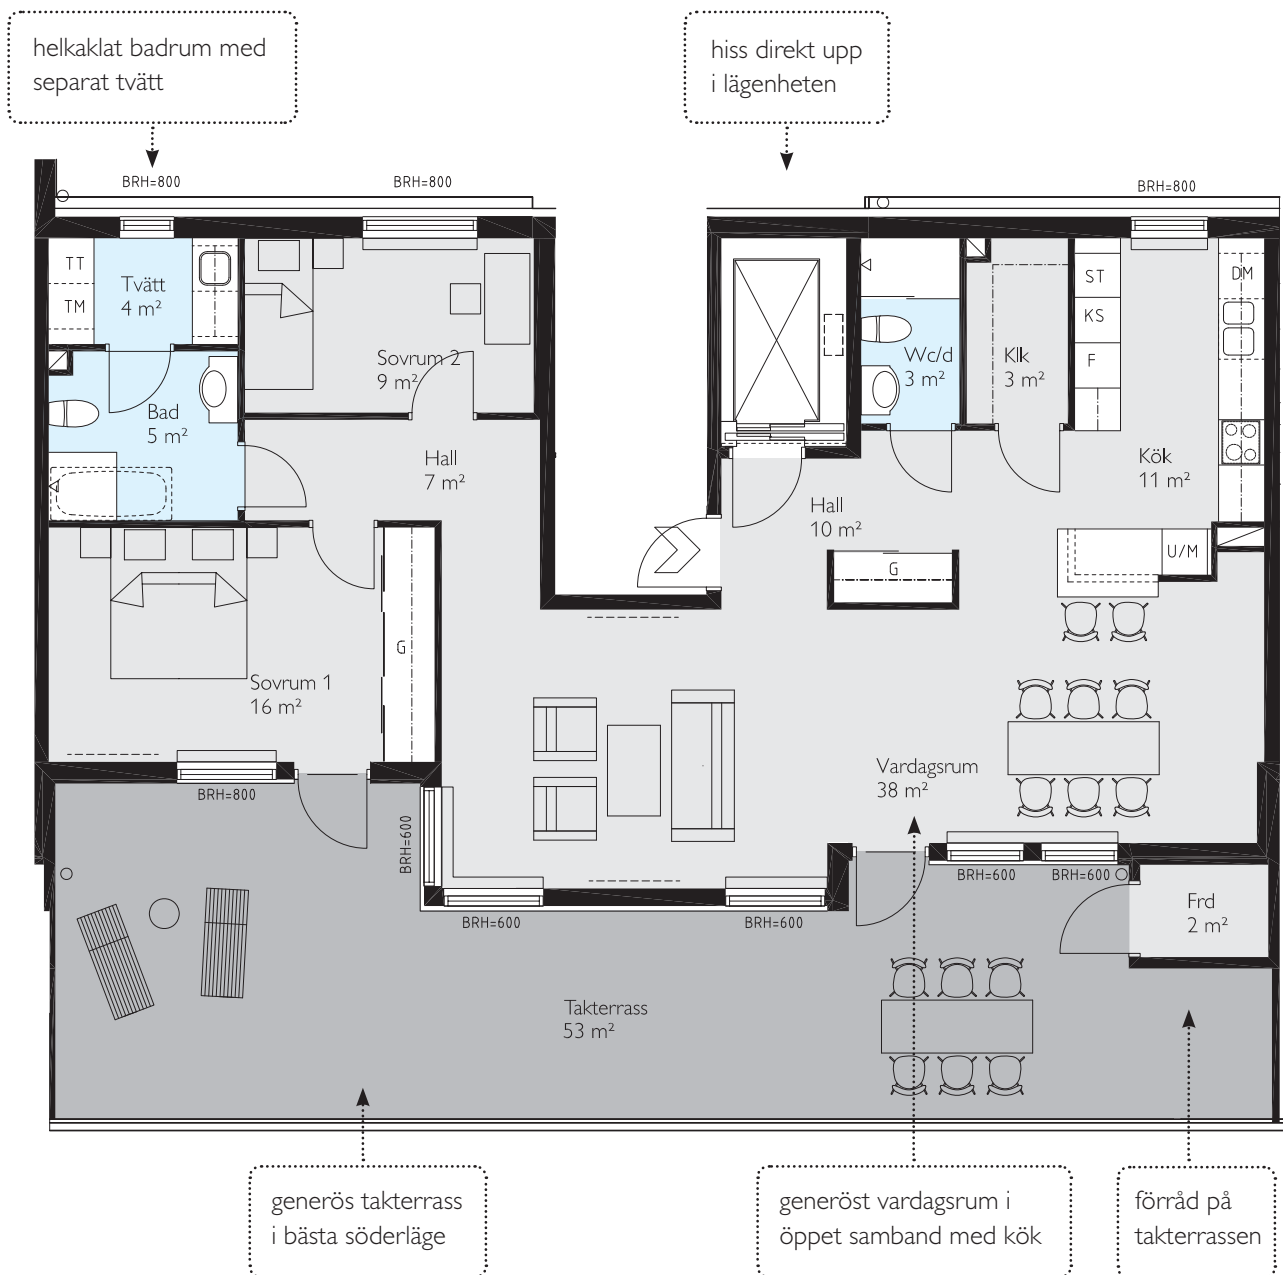 helkaklat badrum med
separat tvätt
hiss direkt upp
i lägenheten
BRH=800
BRH=800
BRH=800
TT
TM
Tvätt
4 m²
Sovrum 2
9 m²
Bad
5 m²
Hall
7 m²
Wc/d
3 m²
Klk
3 m²
ST
KS
F
DM
Kök
11 m²
Hall
10 m²
U/M
G
G
Sovrum 1
16 m²
Vardagsrum
38 m²
BRH=800
BRH=600
BRH=600
BRH=600
BRH=600
BRH=600
Frd
2 m²
Takterrass
53 m²
generös takterrass
i bästa söderläge
generöst vardagsrum i
öppet samband med kök
förråd på
takterrassen